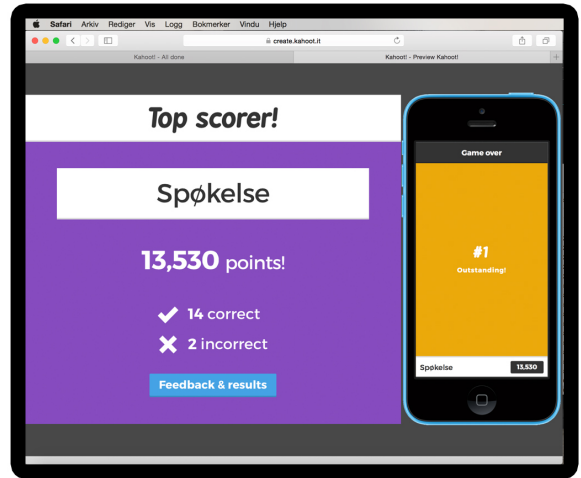 Safari Arkiv Rediger Vis Logg Bokmerker Vindu Hjelp
create.kahoot.it
Kahoot! - All done
Kahoot! - Preview Kahoot!
Top scorer!
Spøkelse
13,530 points!
14 correct
2 incorrect
Feedback & results
Game over
#1
Outstanding!
Spøkelse 13,530